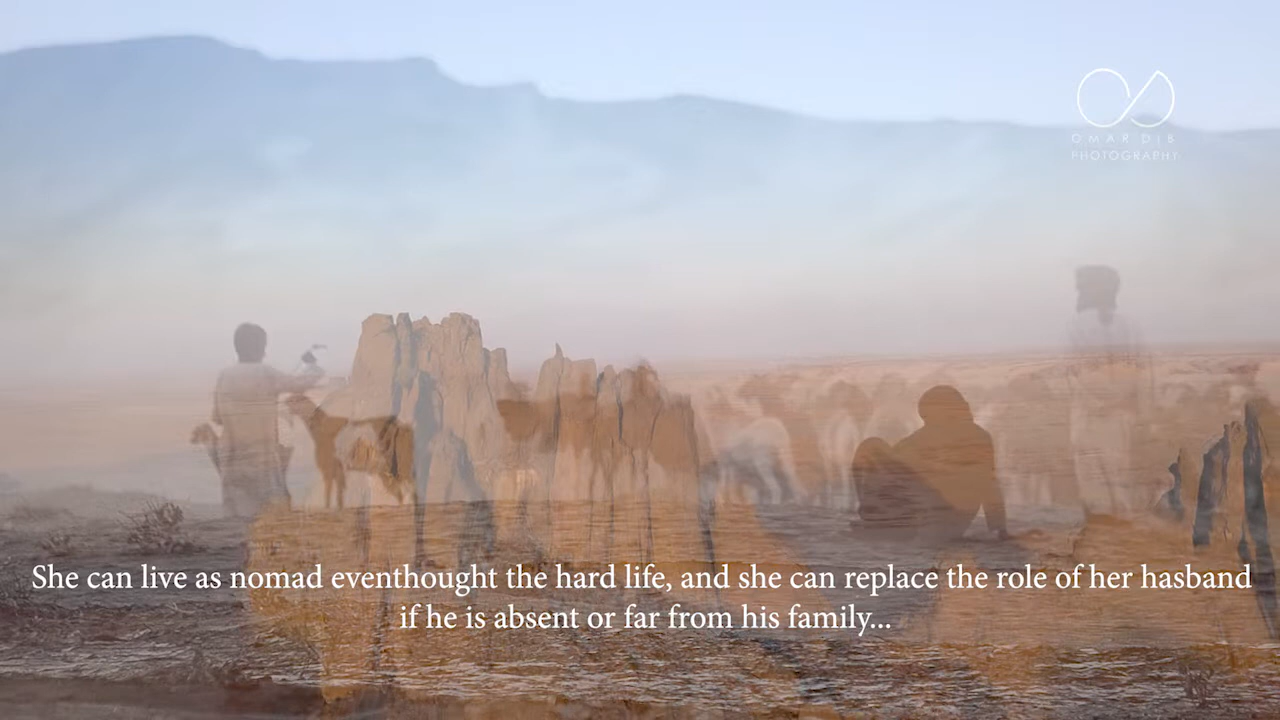 OMAR DIB
PHOTOGRAPHY
She can live as nomad eventhought the hard life, and she can replace the role of her hasband
if he is absent or far from his family...